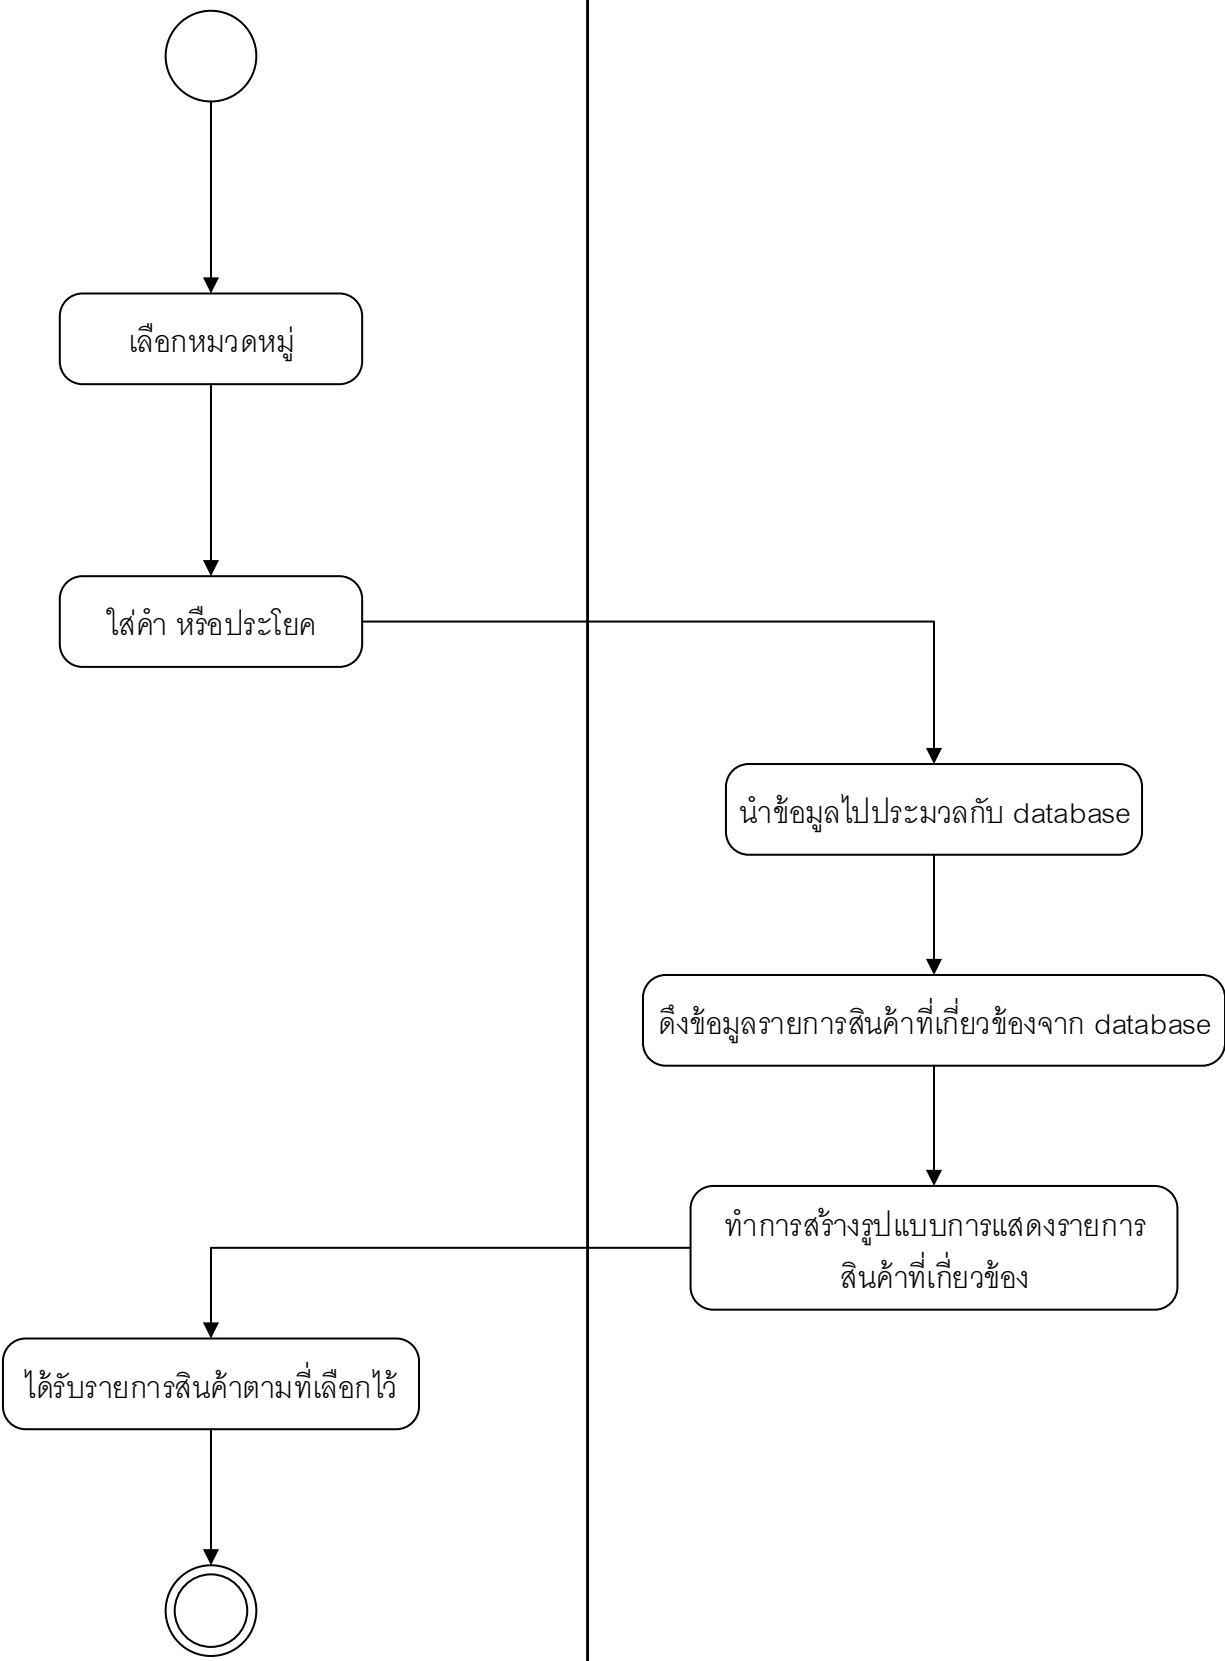 เลือกหมวดหมู่
ใส่คำ หรือประโยค
นำข้อมูลไปประมวลกับ database
ดึงข้อมูลรายการสินค้าที่เกี่ยวข้องจาก database
ทำการสร้างรูปแบบการแสดงรายการ
สินค้าที่เกี่ยวข้อง
ได้รับรายการสินค้าตามที่เลือกไว้